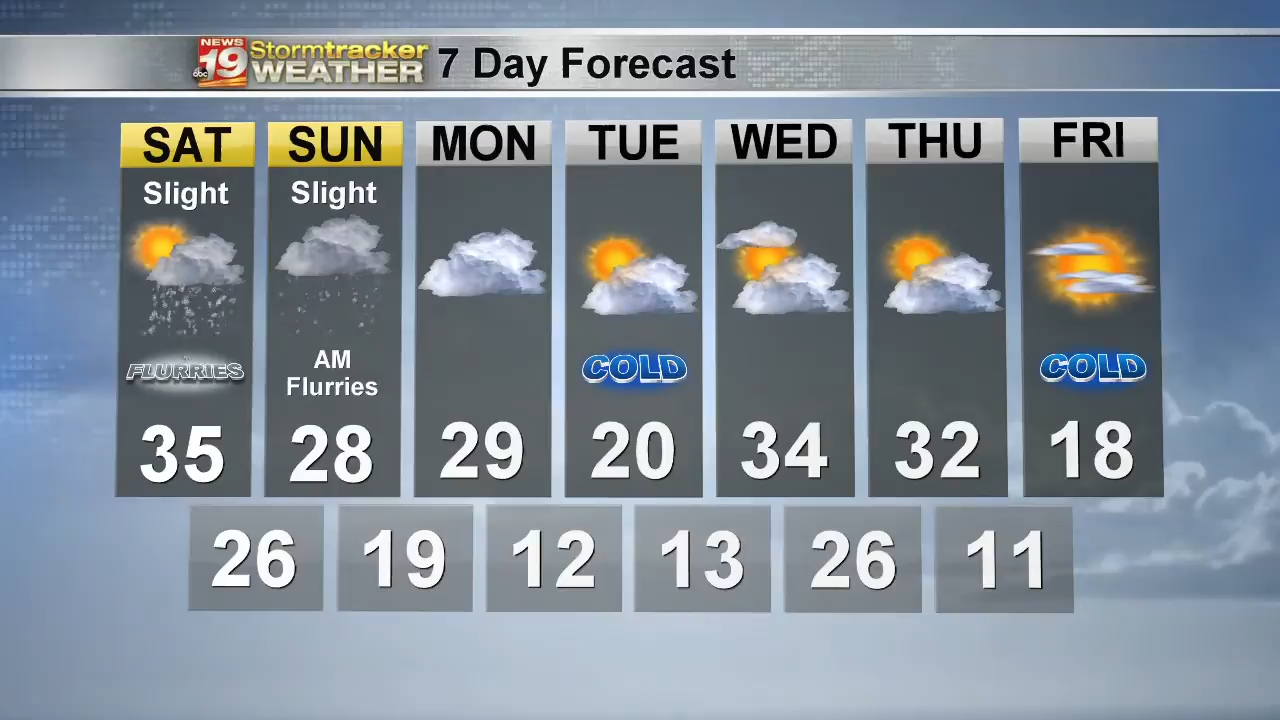 NEWS
abc 19
Stormtracker
WEATHER
7 Day Forecast
SAT
Slight
FLURRIES
35
SUN
Slight
AM
Flurries
28
MON
29
TUE
COLD
20
WED
34
THU
32
FRI
COLD
18
26
19
12
13
26
11